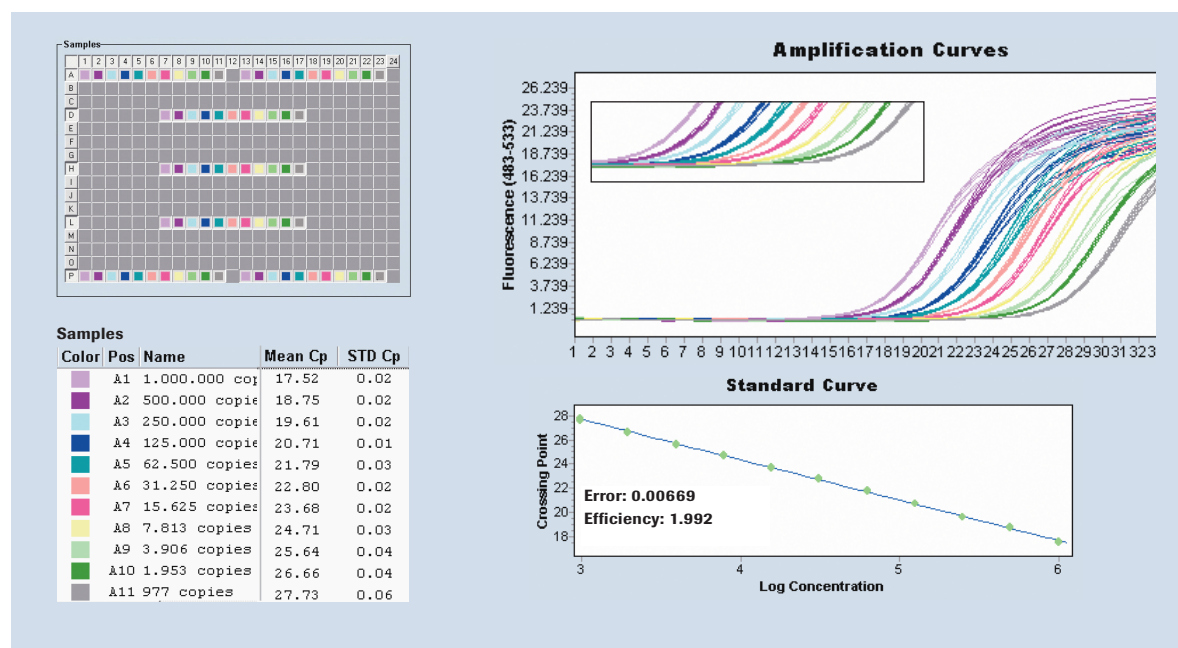 Samples
1 2 3 4 5 6 7 8 9 10 11 12 13 14 15 16 17 18 19 20 21 22 23 24
A
B
C
D
E
F
G
H
I
J
K
L
M
N
O
P
Samples
Color Pos Name Mean Cp STD Cp
A1 1.000.000 cop 17.52 0.02
A2 500.000 copie 18.75 0.02
A3 250.000 copie 19.61 0.02
A4 125.000 copie 20.71 0.01
A5 62.500 copies 21.79 0.03
A6 31.250 copies 22.80 0.02
A7 15.625 copies 23.68 0.02
A8 7.813 copies 24.71 0.03
A9 3.906 copies 25.64 0.04
A10 1.953 copies 26.66 0.04
A11 977 copies 27.73 0.06
Amplification Curves
Fluorescence (483-533)
26.239
23.739
21.239
18.739
16.239
13.739
11.239
8.739
6.239
3.739
1.239
1 2 3 4 5 6 7 8 9 10 11 12 13 14 15 16 17 18 19 20 21 22 23 24 25 26 27 28 29 30 31 32 3
Standard Curve
Crossing Point
28
26
24
22
20
18
Error: 0.00669
Efficiency: 1.992
3 4 5 6
Log Concentration